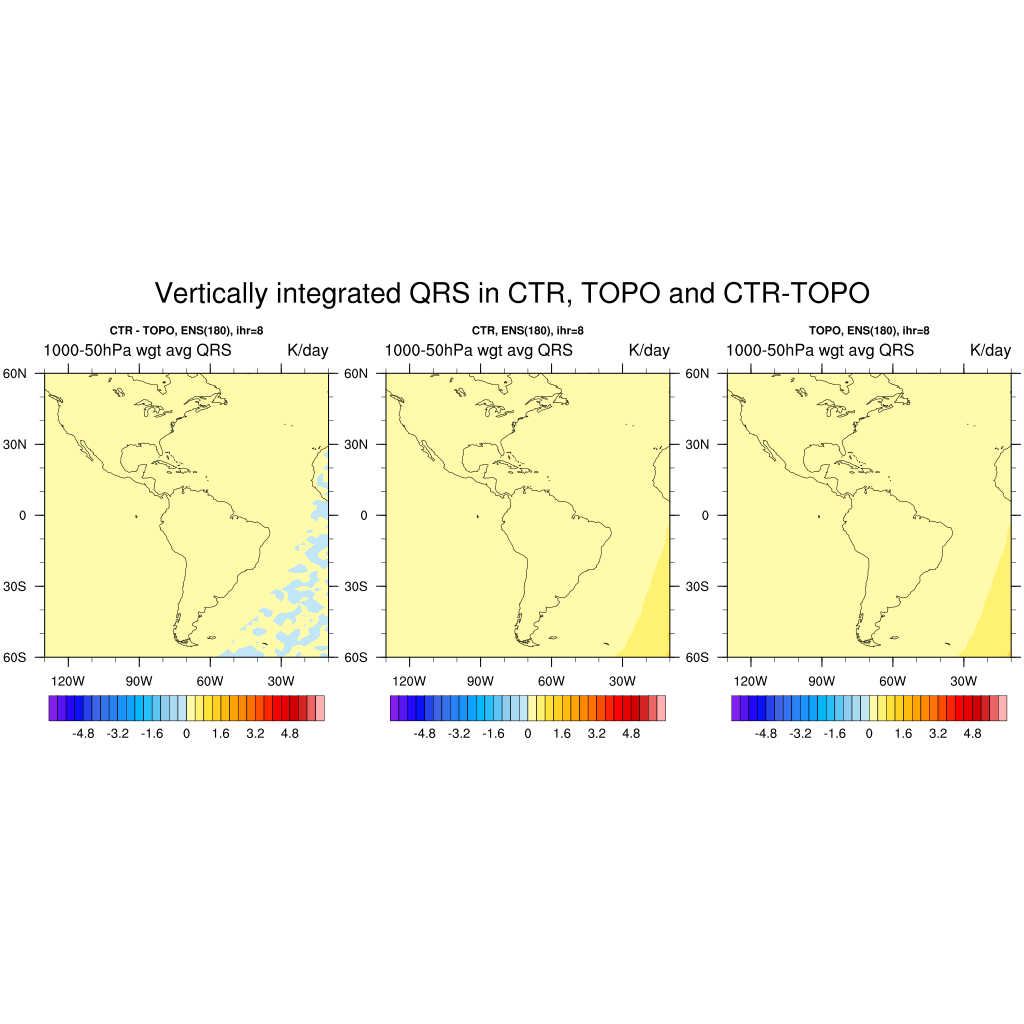 Vertically integrated QRS in CTR, TOPO and CTR-TOPO
CTR - TOPO, ENS(180), ihr=8
1000-50hPa wgt avg QRS K/day
60N
30N
0
30S
60S
120W 90W 60W 30W
-4.8 -3.2 -1.6 0 1.6 3.2 4.8
CTR, ENS(180), ihr=8
1000-50hPa wgt avg QRS K/day
60N
30N
0
30S
60S
120W 90W 60W 30W
-4.8 -3.2 -1.6 0 1.6 3.2 4.8
TOPO, ENS(180), ihr=8
1000-50hPa wgt avg QRS K/day
60N
30N
0
30S
60S
120W 90W 60W 30W
-4.8 -3.2 -1.6 0 1.6 3.2 4.8